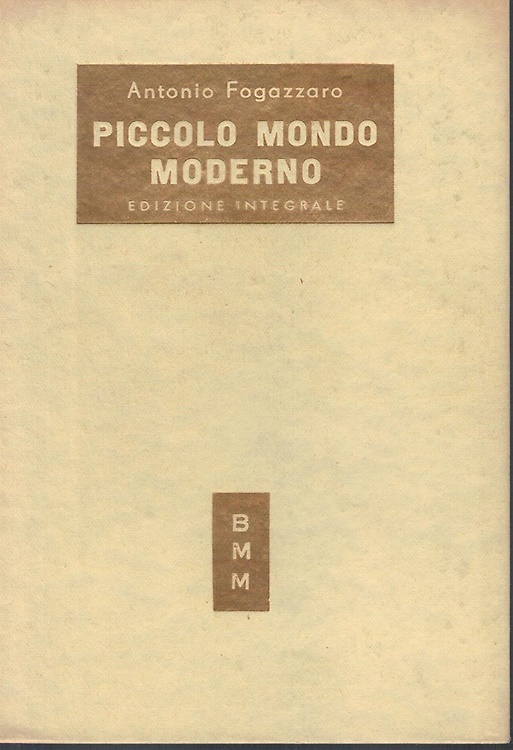 Antonio Fogazzaro
PICCOLO MONDO
MODERNO
EDIZIONE INTEGRALE
B
M
M